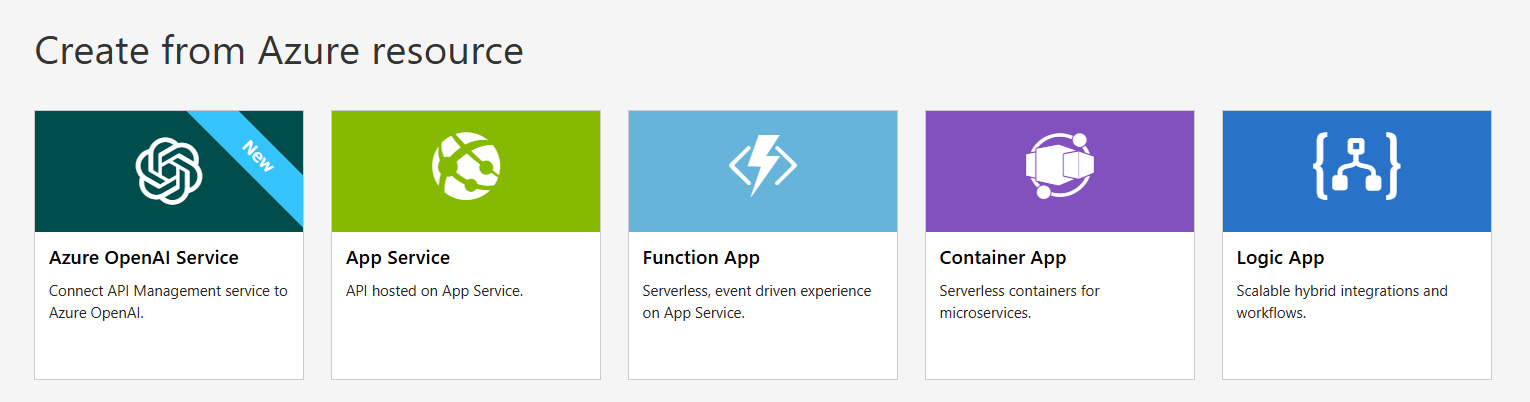 Create from Azure resource
New
Azure OpenAI Service
Connect API Management service to
Azure OpenAI.
App Service
API hosted on App Service.
Function App
Serverless, event driven experience
on App Service.
Container App
Serverless containers for
microservices.
Logic App
Scalable hybrid integrations and
workflows.